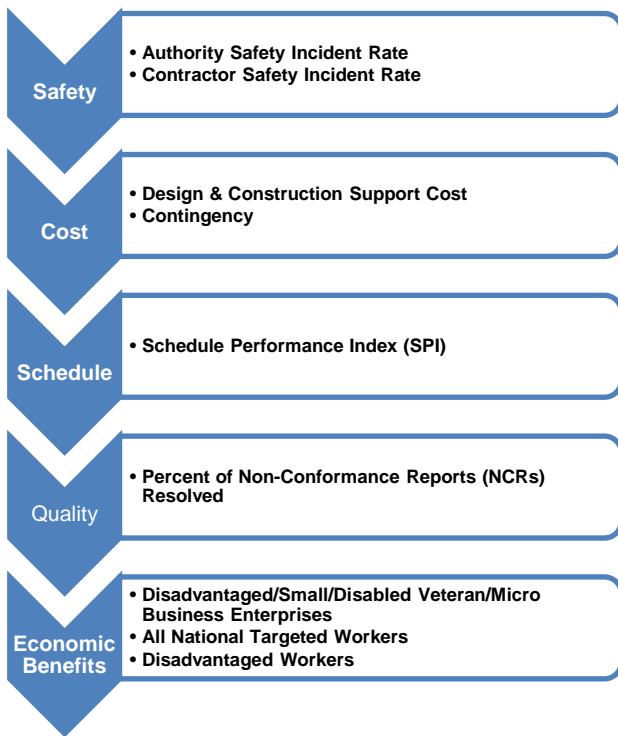 Safety
• Authority Safety Incident Rate
• Contractor Safety Incident Rate
Cost
• Design & Construction Support Cost
• Contingency
Schedule
• Schedule Performance Index (SPI)
Quality
• Percent of Non-Conformance Reports (NCRs)
Resolved
Economic
Benefits
• Disadvantaged/Small/Disabled Veteran/Micro
Business Enterprises
• All National Targeted Workers
• Disadvantaged Workers